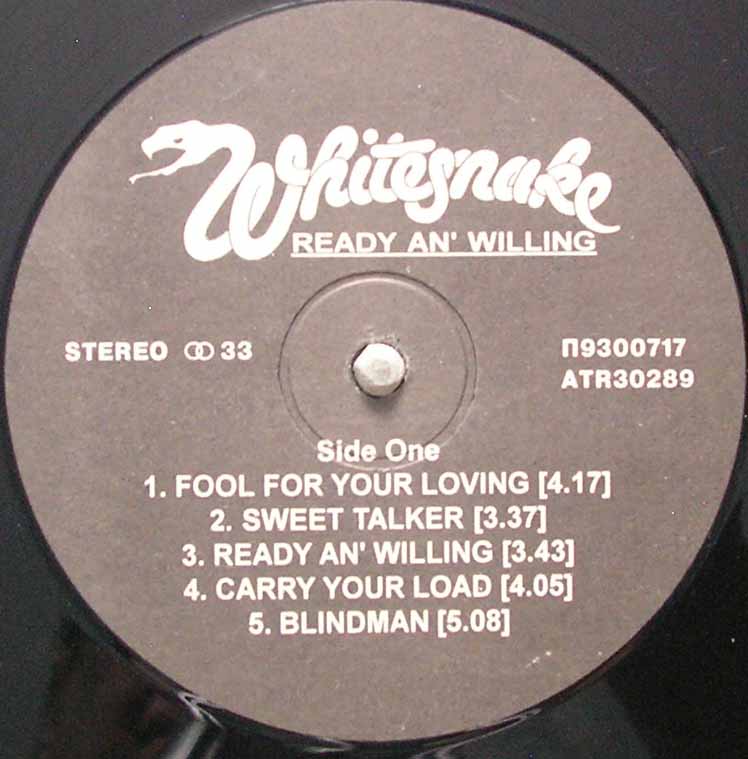 Whitesnake
READY AN' WILLING
STEREO 33
П9300717
ATR30289
Side One
1. FOOL FOR YOUR LOVING [4.17]
2. SWEET TALKER [3.37]
3. READY AN' WILLING [3.43]
4. CARRY YOUR LOAD [4.05]
5. BLINDMAN [5.08]